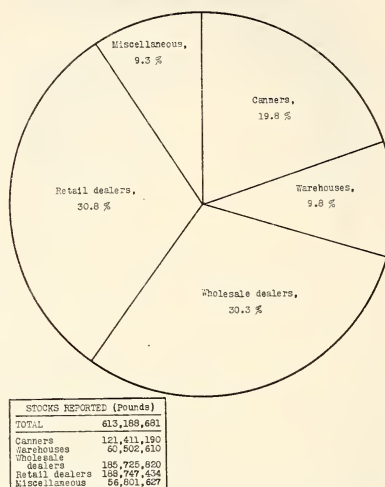 Miscellaneous,
9.3 %
Canners,
19.8 %
Retail dealers,
30.8 %
Warehouses,
9.8 %
Wholesale dealers,
30.3 %
STOCKS REPORTED (Pounds)
TOTAL 613,188,681
Canners 121,411,190
Warehouses 60,502,610
Wholesale
dealers 185,725,820
Retail dealers 188,747,434
Miscellaneous 56,801,627